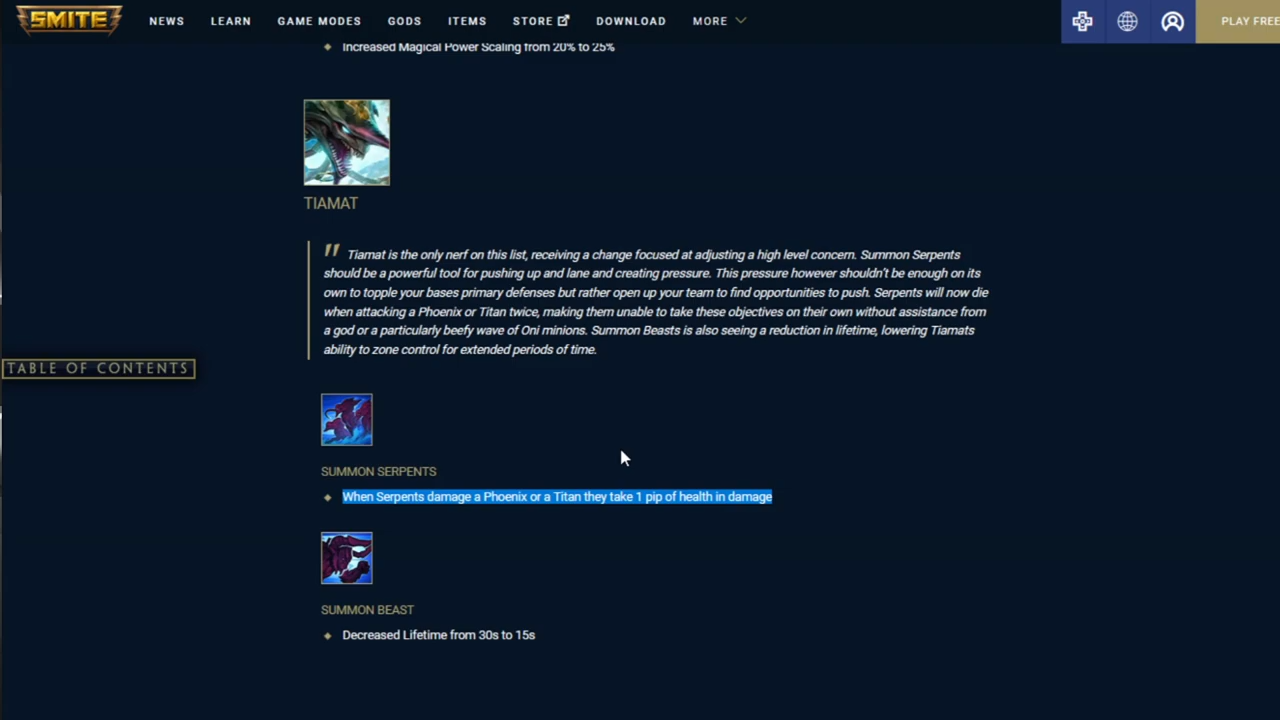 SMITE NEWS LEARN GAME MODES GODS ITEMS STORE DOWNLOAD MORE PLAY FREE
Increased Magical Power Scaling from 20% to 25%
TIAMAT
" Tiamat is the only nerf on this list, receiving a change focused at adjusting a high level concern. Summon Serpents
should be a powerful tool for pushing up and lane and creating pressure. This pressure however shouldn't be enough on its
own to topple your bases primary defenses but rather open up your team to find opportunities to push. Serpents will now die
when attacking a Phoenix or Titan twice, making them unable to take these objectives on their own without assistance from
a god or a particularly beefy wave of Oni minions. Summon Beasts is also seeing a reduction in lifetime, lowering Tiamats
ability to zone control for extended periods of time.
TABLE OF CONTENTS
SUMMON SERPENTS
When Serpents damage a Phoenix or a Titan they take 1 pip of health in damage
SUMMON BEAST
Decreased Lifetime from 30s to 15s